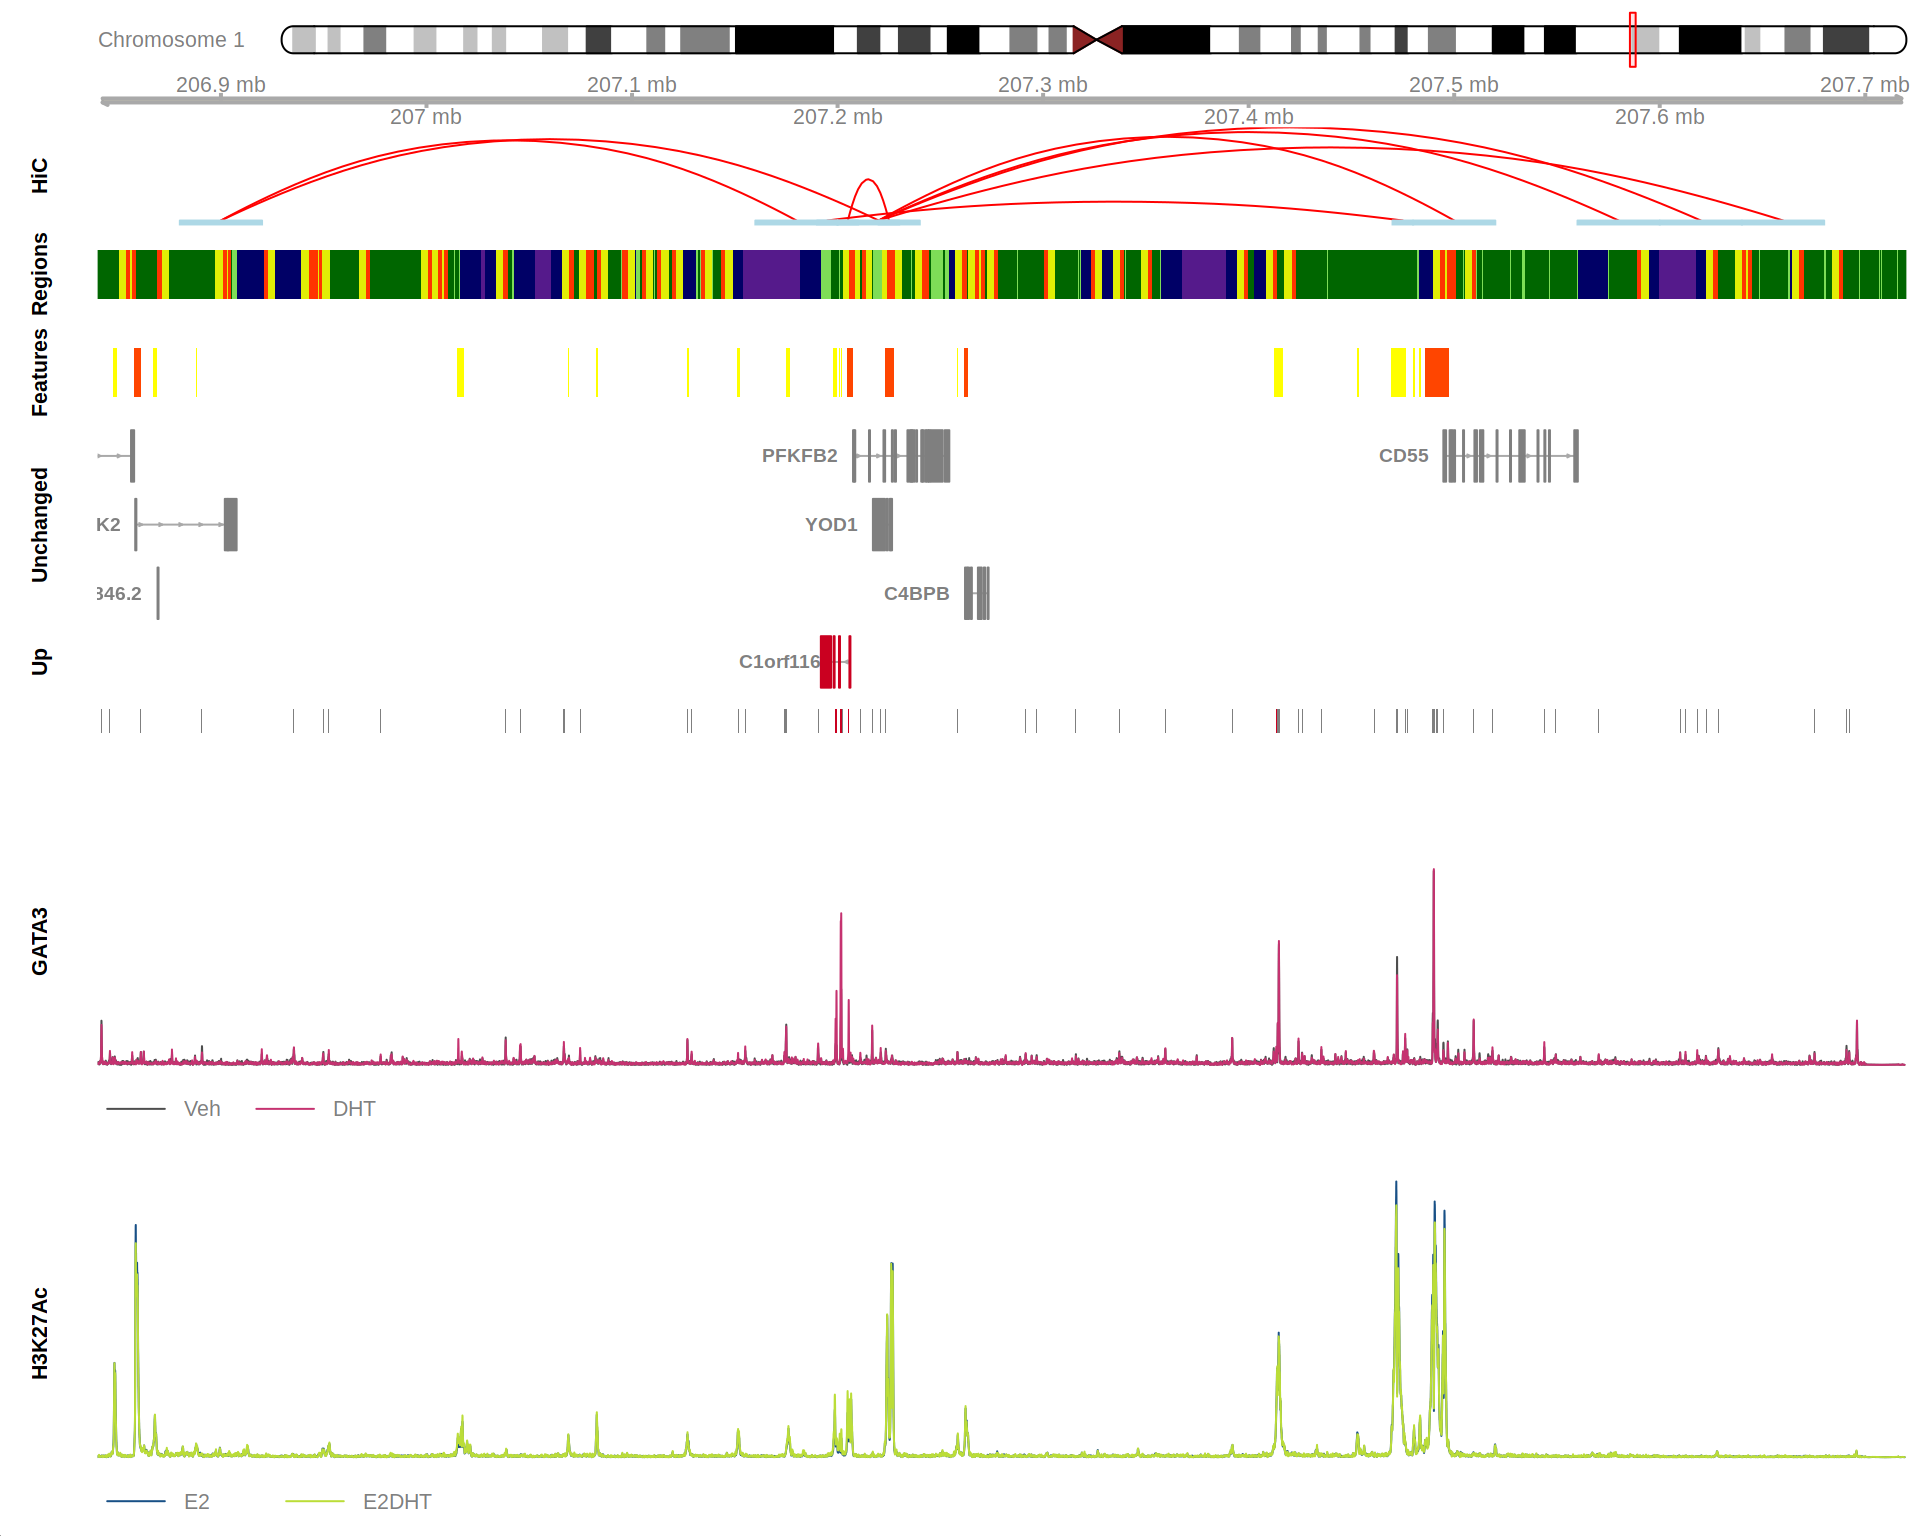 Chromosome 1
206.9 mb 207.1 mb 207.3 mb 207.5 mb 207.7 mb
207 mb 207.2 mb 207.4 mb 207.6 mb
HiC
Regions
Features
Unchanged
PFKFB2 CD55
K2 YOD1
346.2 C4BPB
Up
C1orf116
GATA3
Veh DHT
H3K27Ac
E2 E2DHT